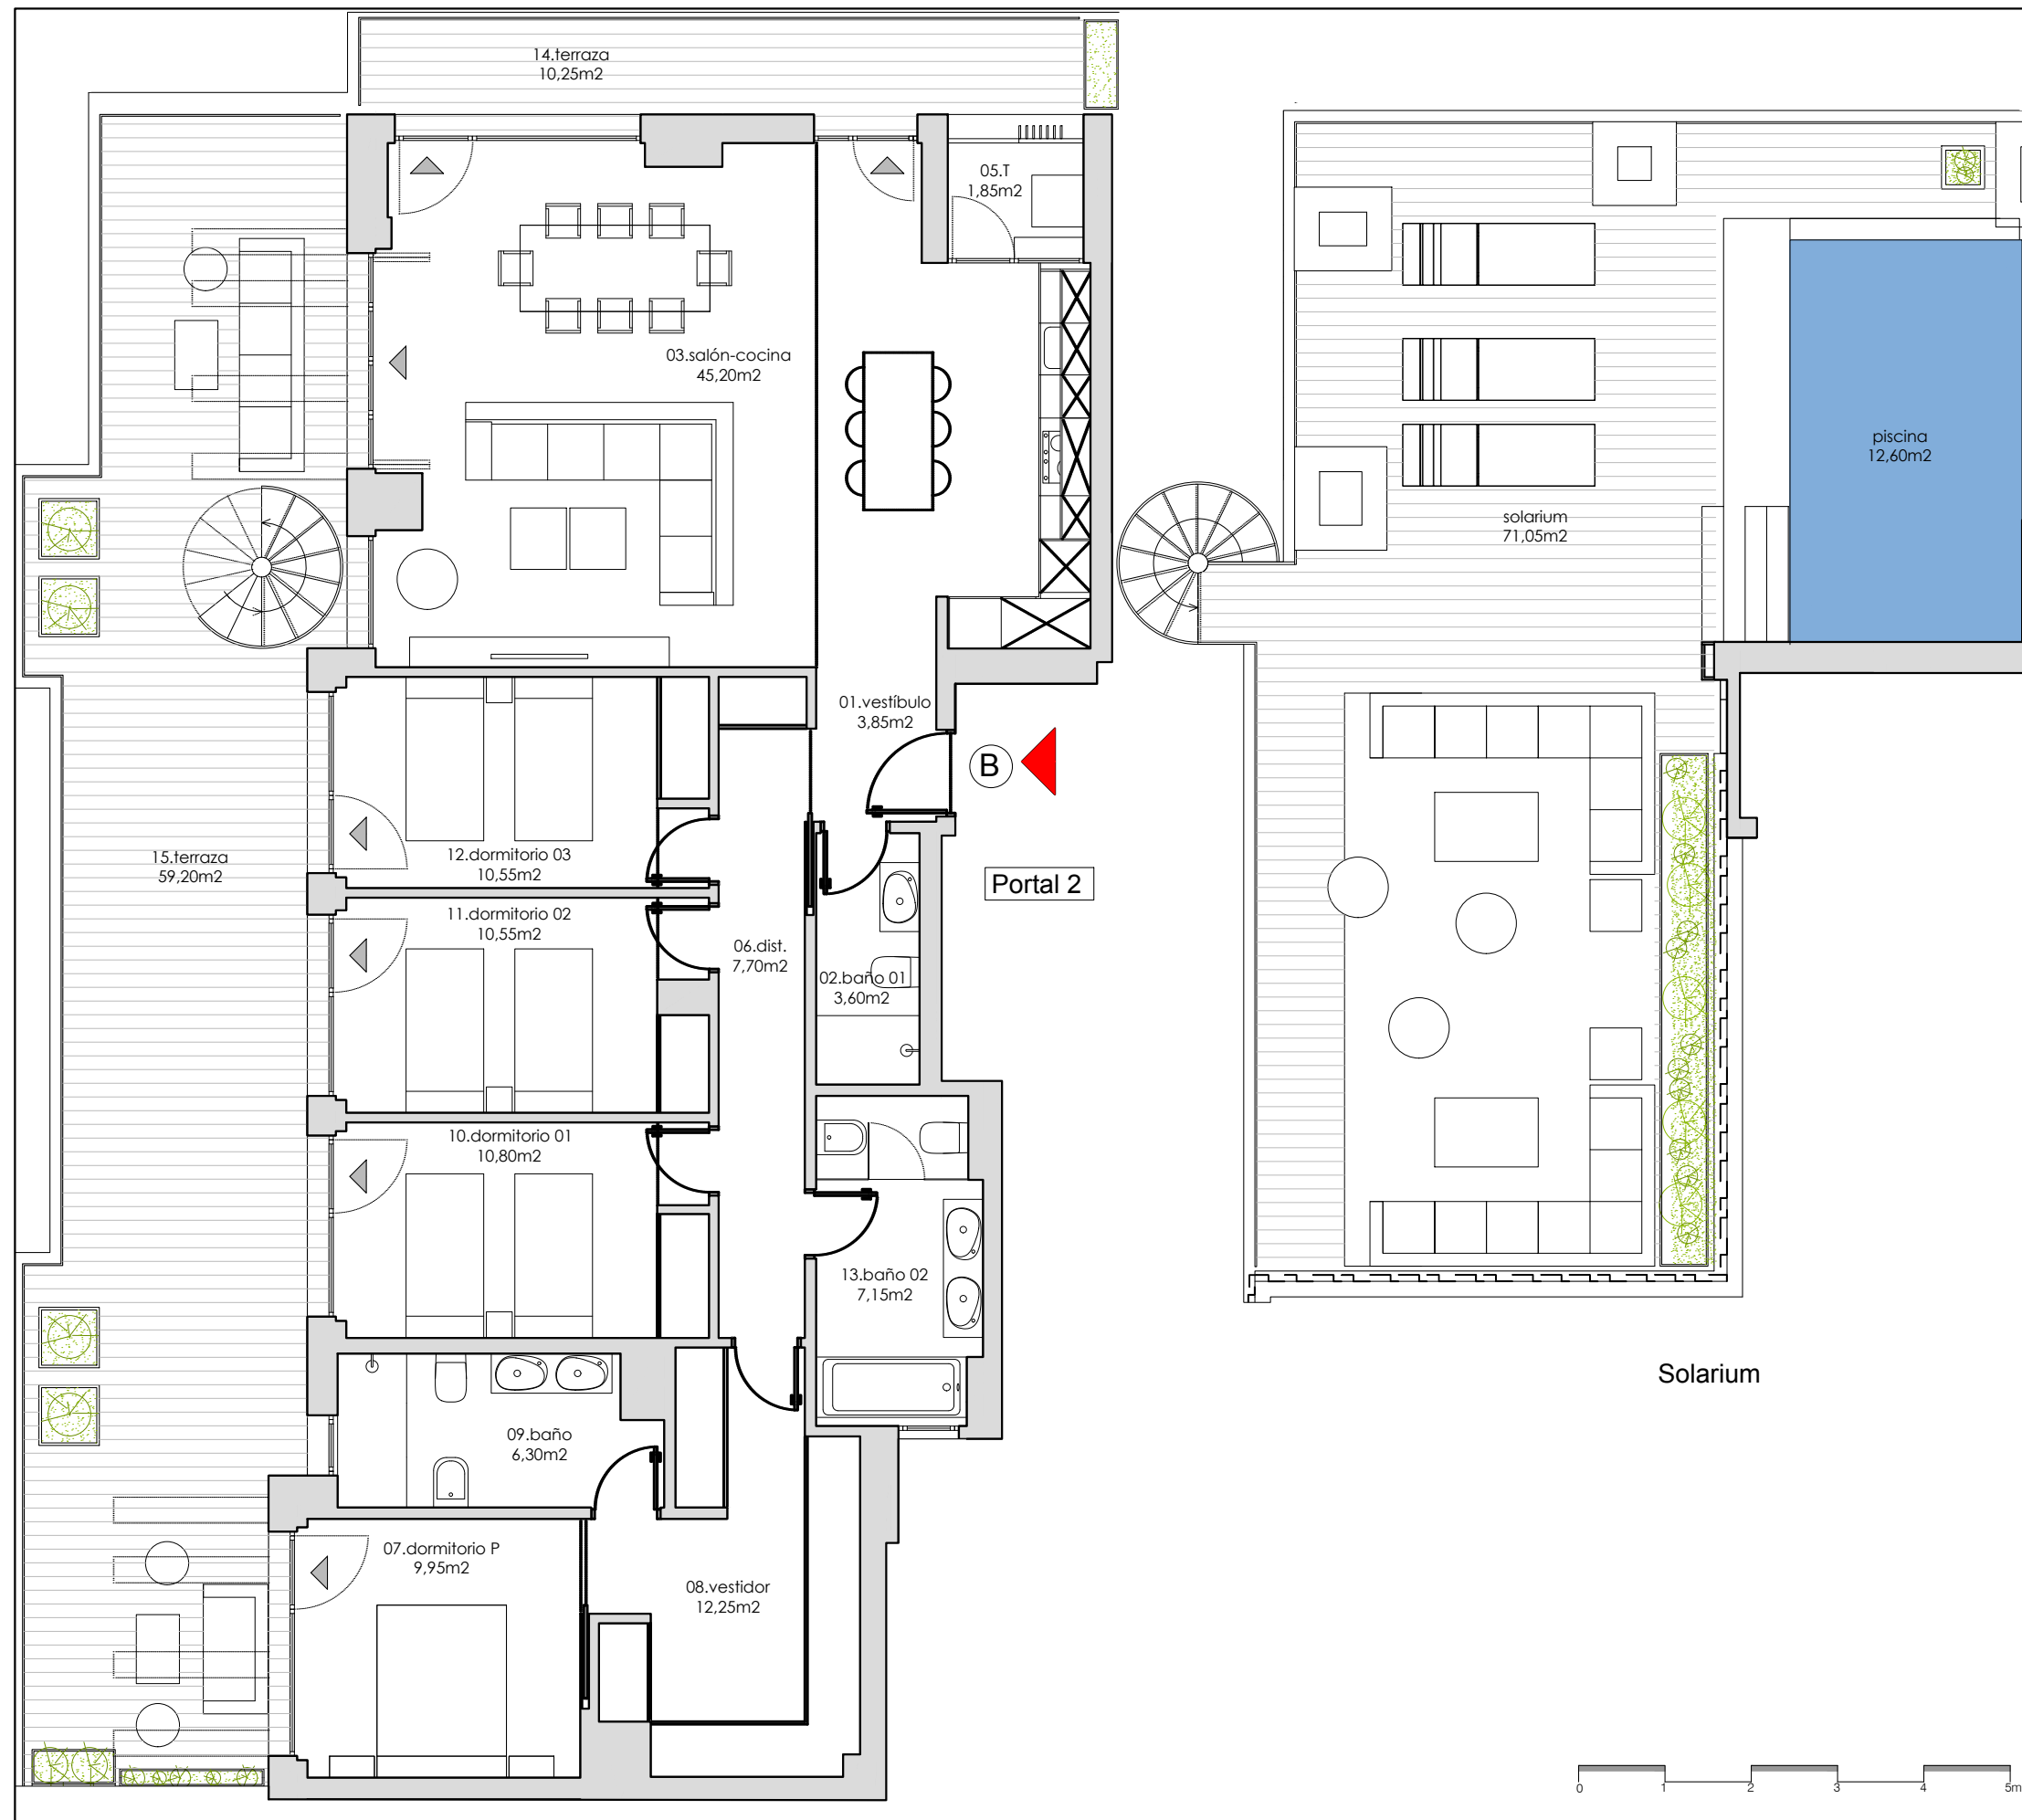 14.terraza
10,25m2
05.T
1,85m2
03.salón-cocina
45,20m2
piscina
12,60m2
solarium
71,05m2
01.vestíbulo
3,85m2
B
Portal 2
15.terraza
59,20m2
12.dormitorio 03
10,55m2
11.dormitorio 02
10,55m2
06.dist.
7,70m2
02.baño 01
3,60m2
10.dormitorio 01
10,80m2
13.baño 02
7,15m2
Solarium
09.baño
6,30m2
07.dormitorio P
9,95m2
08.vestidor
12,25m2
0 1 2 3 4 5m